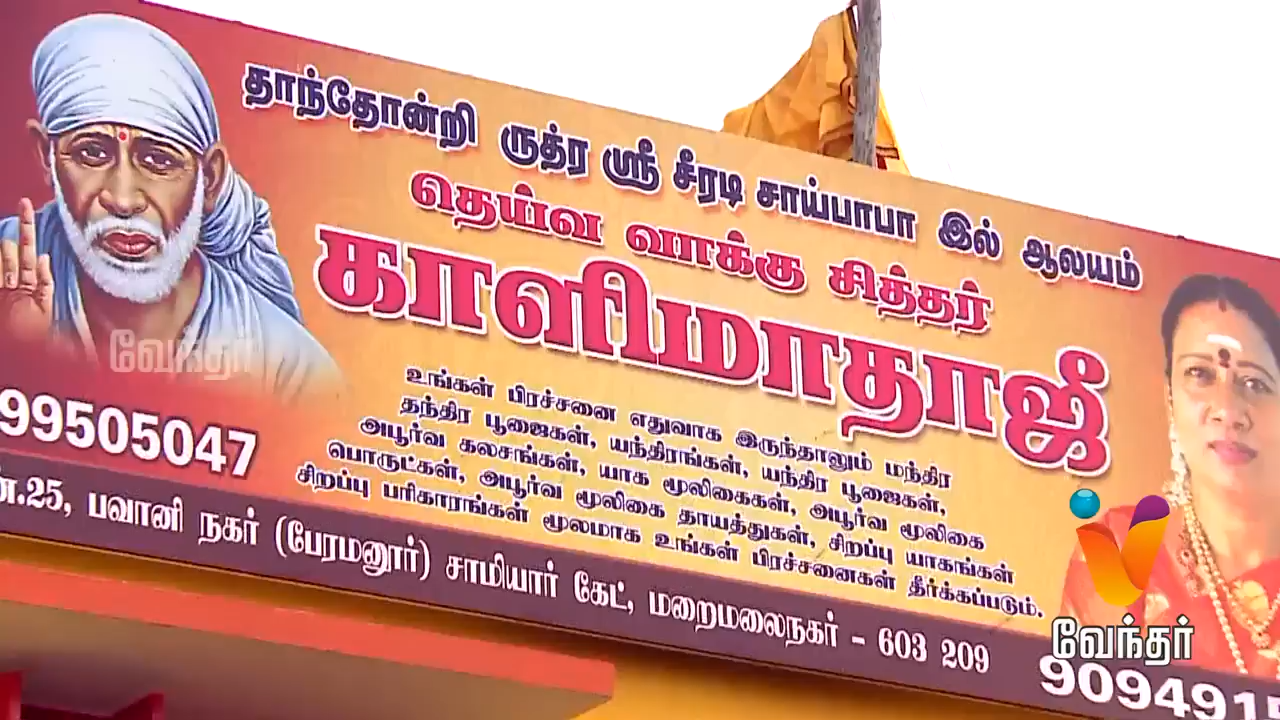 தாந்தோன்றி ருத்ர ஸ்ரீ சீரடி சாய்பாபா இல் ஆலயம்
தெய்வ வாக்கு சித்தர்
காளிமாதாஜீ
உங்கள் பிரச்சனை எதுவாக இருந்தாலும் மந்திர
தந்திர பூஜைகள், யந்திரங்கள், யந்திர பூஜைகள்,
அபூர்வ கலசங்கள், யாக மூலிகைகள், அபூர்வ மூலிகை
பொருட்கள், அபூர்வ மூலிகை தாயத்துகள், சிறப்பு யாகங்கள்
சிறப்பு பரிகாரங்கள் மூலமாக உங்கள் பிரச்சனைகள் தீர்க்கப்படும்.
வேந்தர்
99505047
ன்.25, பவானி நகர் (பேரமனூர்) சாமியார் கேட், மறைமலைநகர் - 603 209
வேந்தர்
9094915